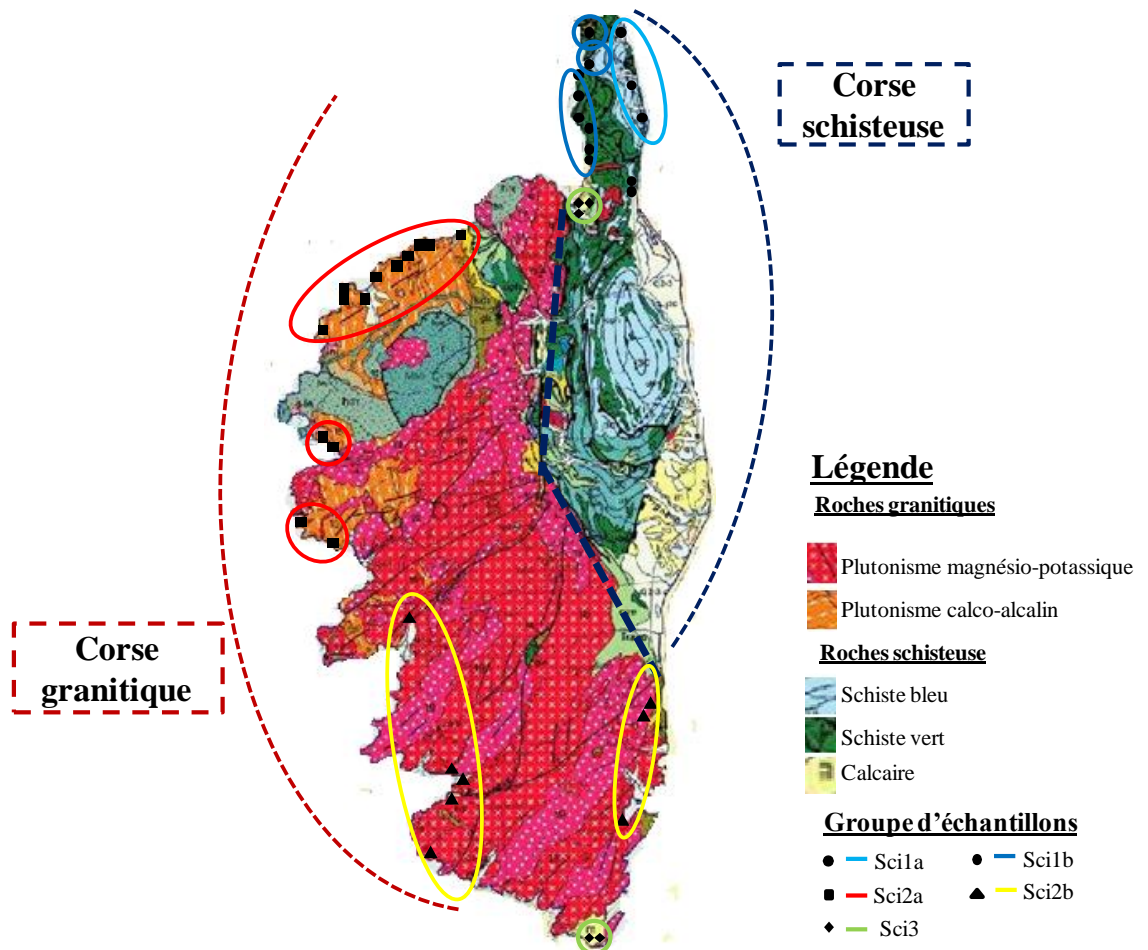 Corse
schisteuse
Corse
granitique
Légende
Roches granitiques
Plutonisme magnésio-potassique
Plutonisme calco-alcalin
Roches schisteuse
Schiste bleu
Schiste vert
Calcaire
Groupe d'échantillons
Sci1a
Sci1b
Sci2a
Sci2b
Sci3